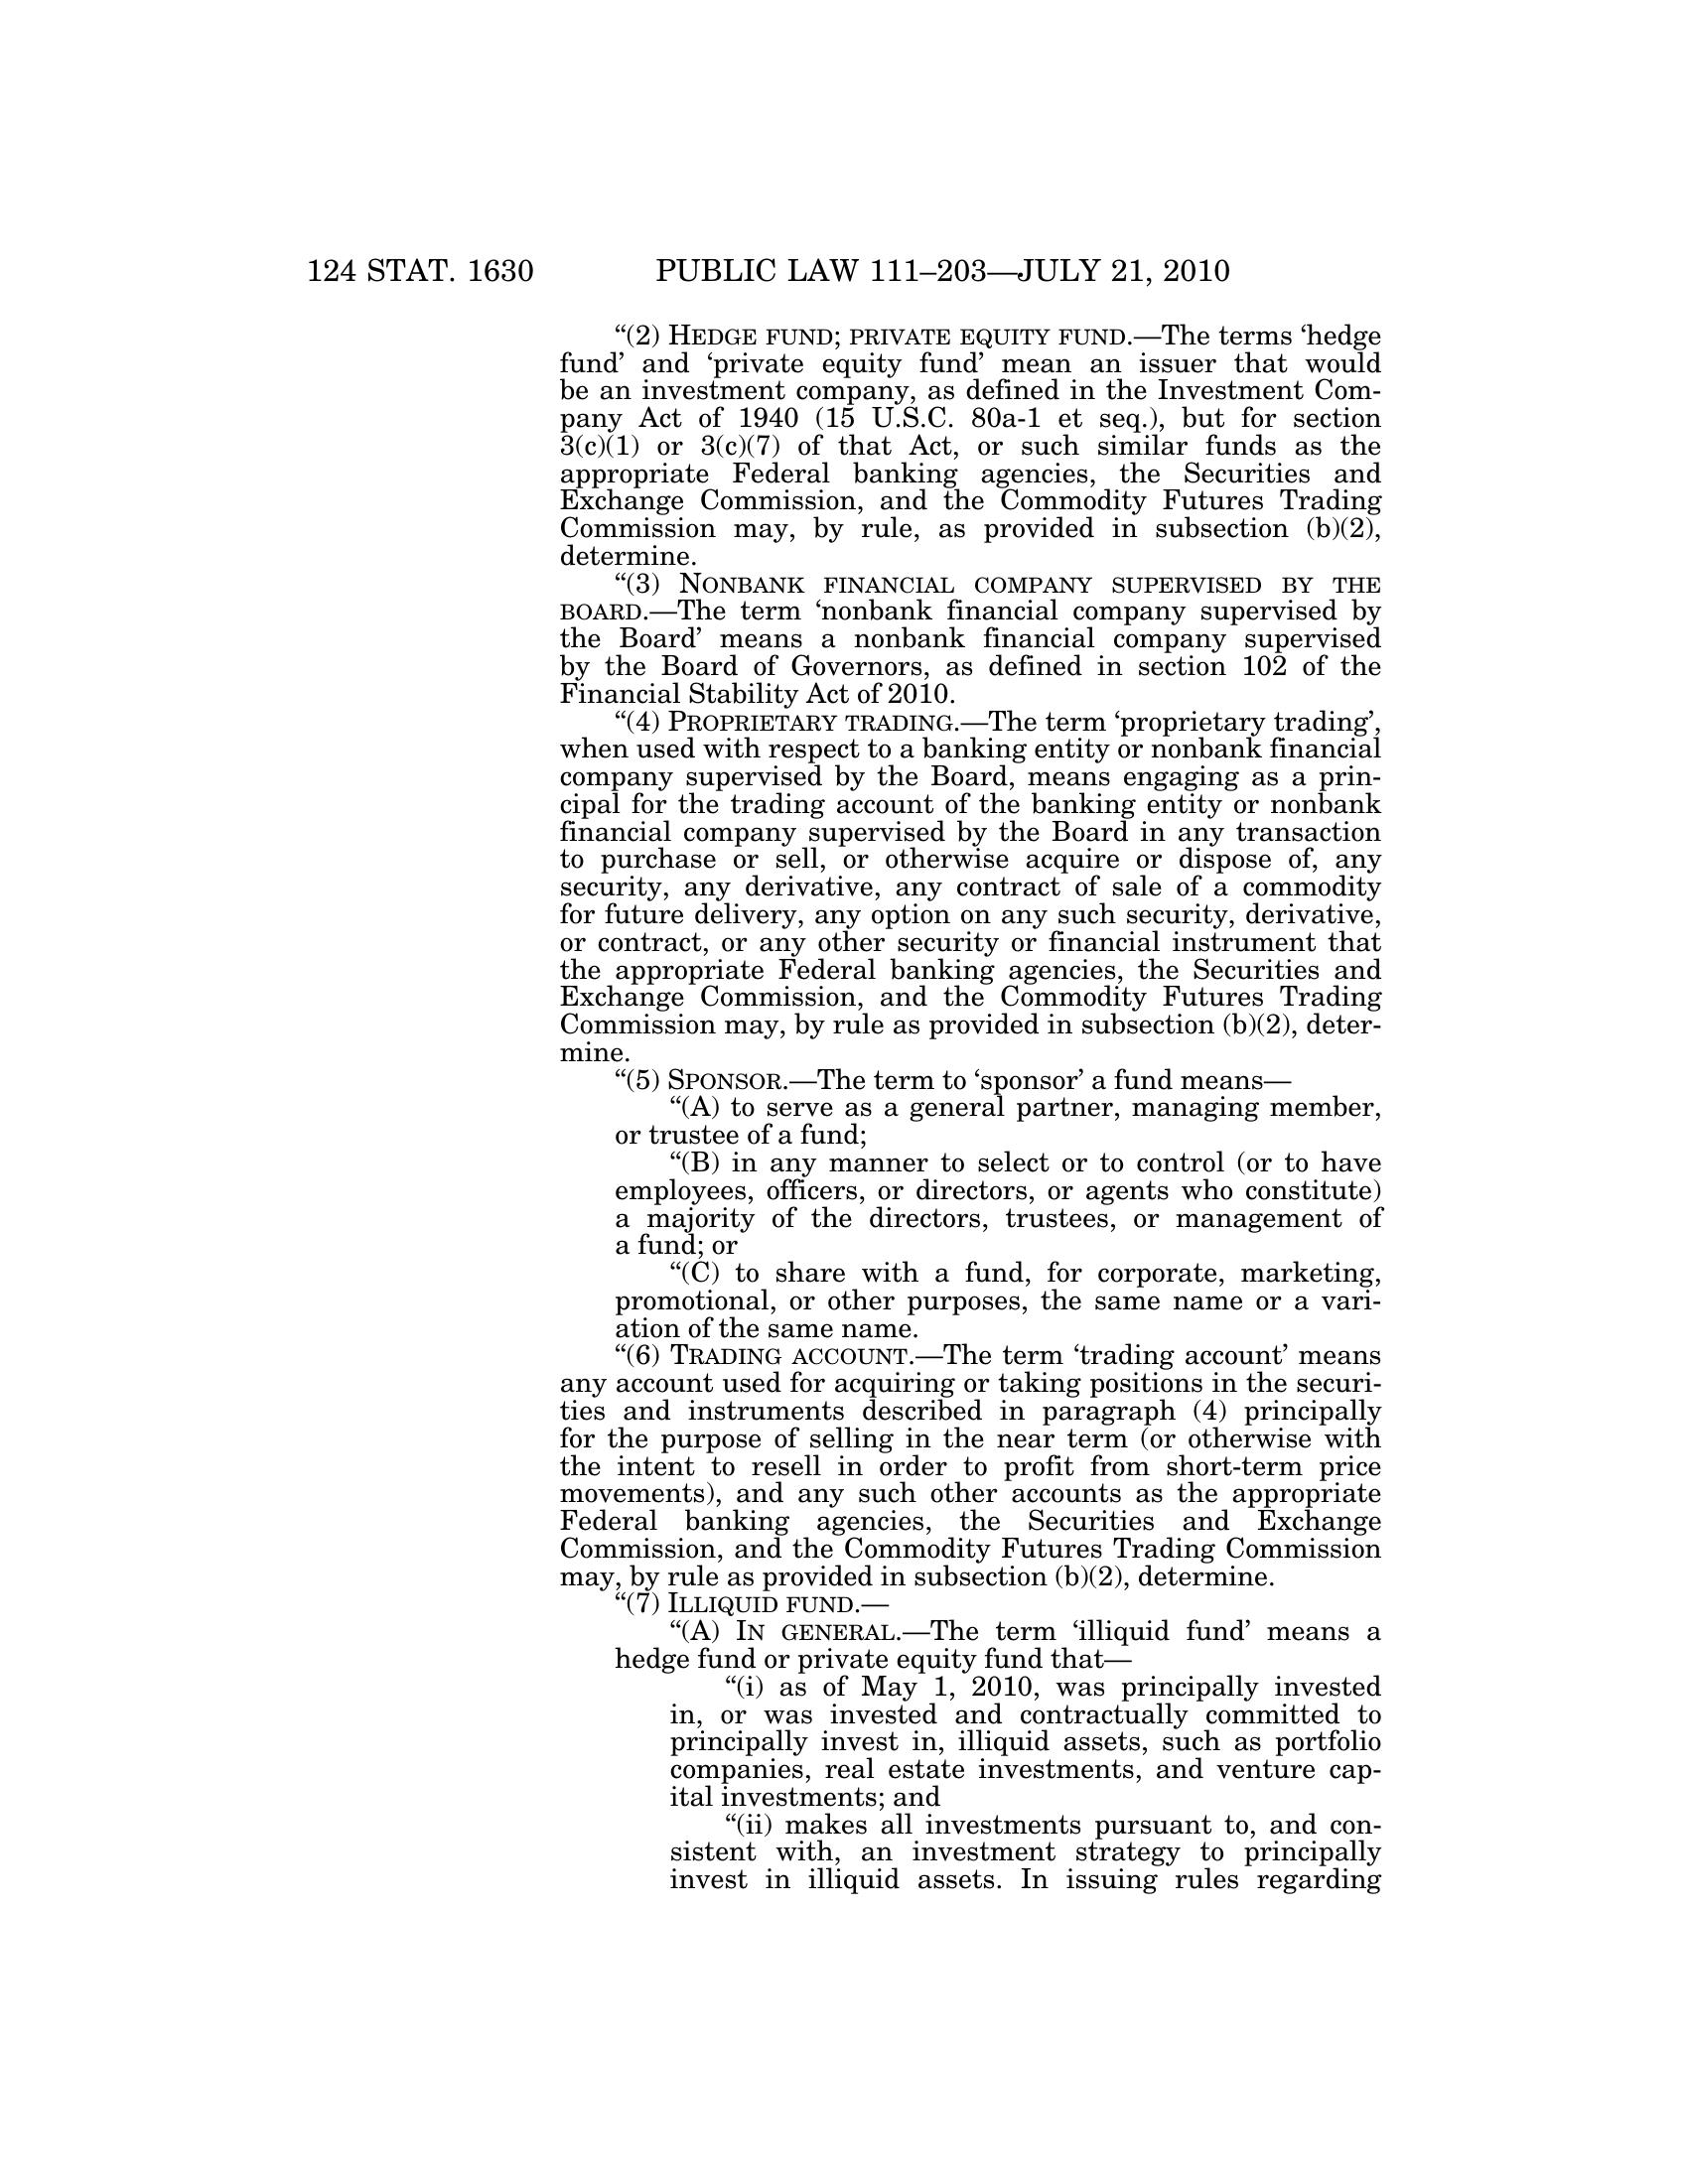 124 STAT. 1630 PUBLIC LAW 111–203—JULY 21, 2010
“(2) HEDGE FUND; PRIVATE EQUITY FUND.—The terms ‘hedge
fund’ and ‘private equity fund’ mean an issuer that would
be an investment company, as defined in the Investment Com-
pany Act of 1940 (15 U.S.C. 80a-1 et seq.), but for section
3(c)(1) or 3(c)(7) of that Act, or such similar funds as the
appropriate Federal banking agencies, the Securities and
Exchange Commission, and the Commodity Futures Trading
Commission may, by rule, as provided in subsection (b)(2),
determine.
“(3) NONBANK FINANCIAL COMPANY SUPERVISED BY THE
BOARD.—The term ‘nonbank financial company supervised by
the Board’ means a nonbank financial company supervised
by the Board of Governors, as defined in section 102 of the
Financial Stability Act of 2010.
“(4) PROPRIETARY TRADING.—The term ‘proprietary trading’,
when used with respect to a banking entity or nonbank financial
company supervised by the Board, means engaging as a prin-
cipal for the trading account of the banking entity or nonbank
financial company supervised by the Board in any transaction
to purchase or sell, or otherwise acquire or dispose of, any
security, any derivative, any contract of sale of a commodity
for future delivery, any option on any such security, derivative,
or contract, or any other security or financial instrument that
the appropriate Federal banking agencies, the Securities and
Exchange Commission, and the Commodity Futures Trading
Commission may, by rule as provided in subsection (b)(2), deter-
mine.
“(5) SPONSOR.—The term to ‘sponsor’ a fund means—
“(A) to serve as a general partner, managing member,
or trustee of a fund;
“(B) in any manner to select or to control (or to have
employees, officers, or directors, or agents who constitute)
a majority of the directors, trustees, or management of
a fund; or
“(C) to share with a fund, for corporate, marketing,
promotional, or other purposes, the same name or a vari-
ation of the same name.
“(6) TRADING ACCOUNT.—The term ‘trading account’ means
any account used for acquiring or taking positions in the securi-
ties and instruments described in paragraph (4) principally
for the purpose of selling in the near term (or otherwise with
the intent to resell in order to profit from short-term price
movements), and any such other accounts as the appropriate
Federal banking agencies, the Securities and Exchange
Commission, and the Commodity Futures Trading Commission
may, by rule as provided in subsection (b)(2), determine.
“(7) ILLIQUID FUND.—
“(A) IN GENERAL.—The term ‘illiquid fund’ means a
hedge fund or private equity fund that—
“(i) as of May 1, 2010, was principally invested
in, or was invested and contractually committed to
principally invest in, illiquid assets, such as portfolio
companies, real estate investments, and venture cap-
ital investments; and
“(ii) makes all investments pursuant to, and con-
sistent with, an investment strategy to principally
invest in illiquid assets. In issuing rules regarding